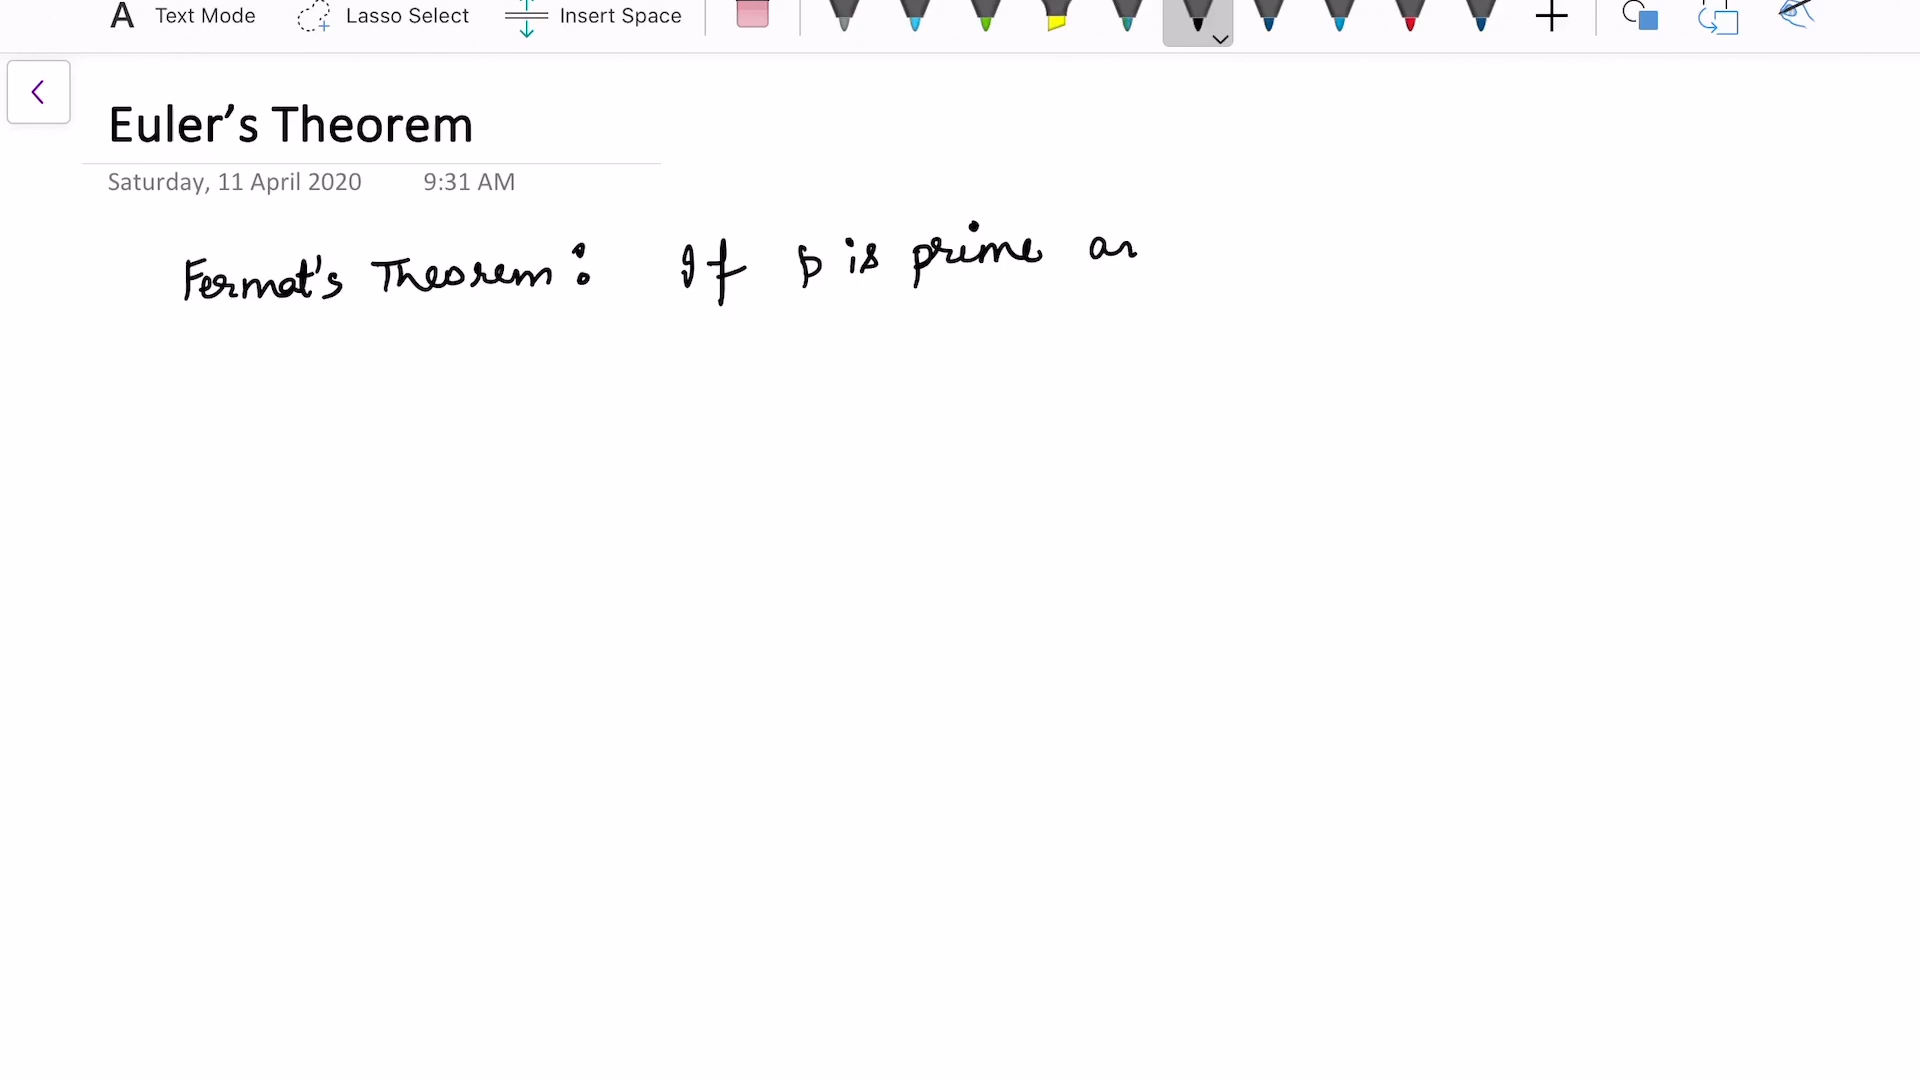 A Text Mode Lasso Select Insert Space
Euler’s Theorem
Saturday, 11 April 2020 9:31 AM
Fermat's Theorem : If p is prime an